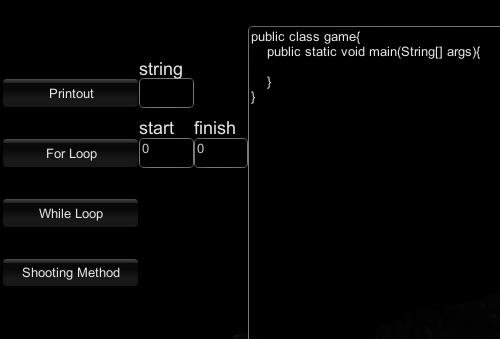 string
Printout
start finish
For Loop
0 0
While Loop
Shooting Method
public class game{
public static void main(String[] args){
}
}